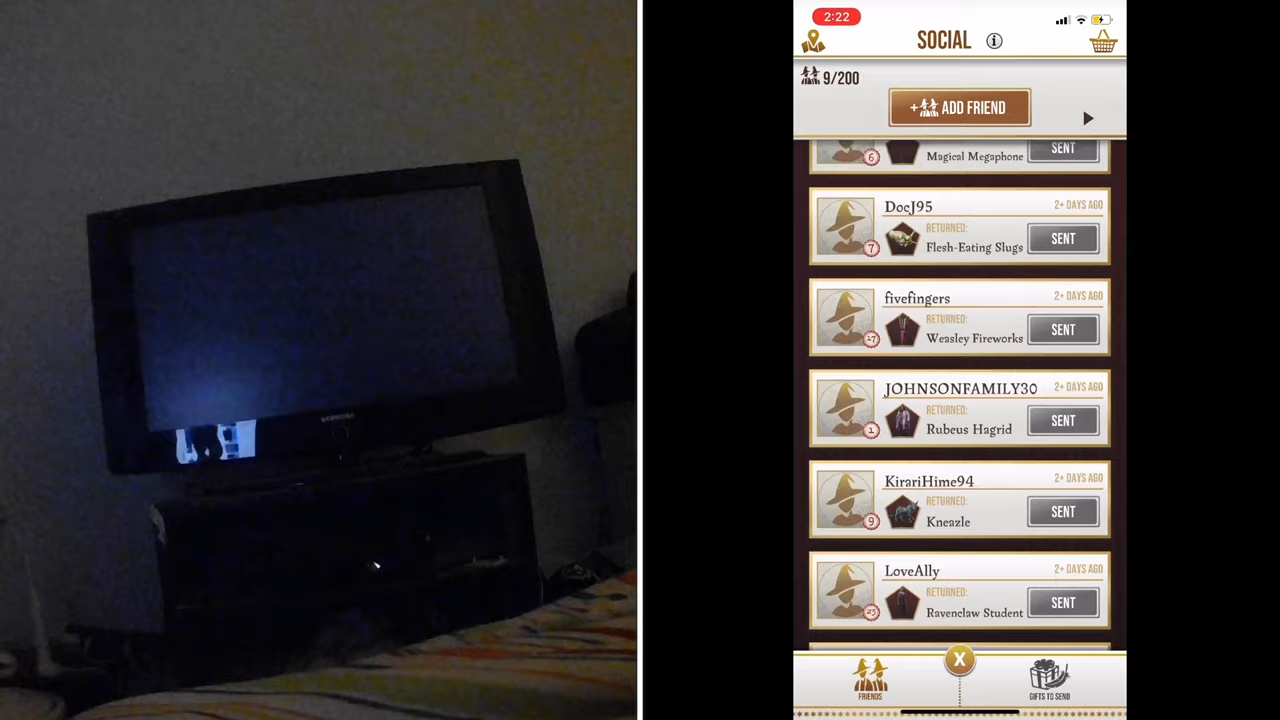 SAMSUNG
2:22
SOCIAL i
9/200
+ ADD FRIEND
6 Magical Megaphone SENT
DocJ95 2+ DAYS AGO
RETURNED:
7 Flesh-Eating Slugs SENT
fivefingers 2+ DAYS AGO
RETURNED:
17 Weasley Fireworks SENT
JOHNSONFAMILY30 2+ DAYS AGO
RETURNED:
1 Rubeus Hagrid SENT
KirariHime94 2+ DAYS AGO
RETURNED:
9 Kneazle SENT
LoveAlly 2+ DAYS AGO
RETURNED:
23 Ravenclaw Student SENT
X
FRIENDS GIFTS TO SEND